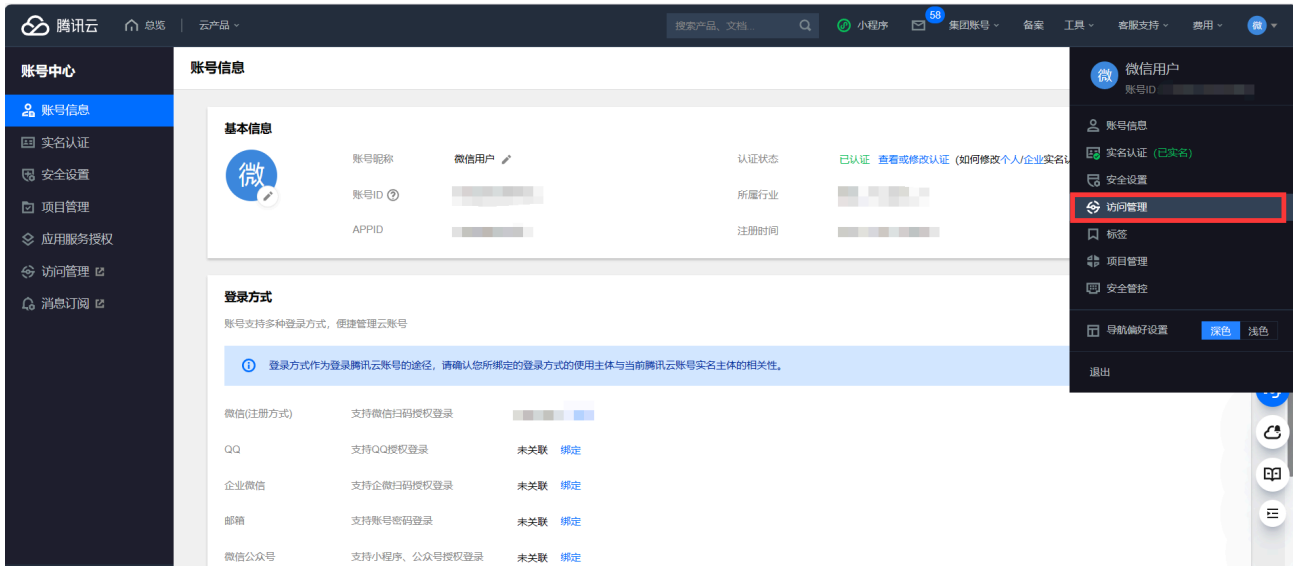 腾讯云 总览 云产品 搜索产品、文档... 小程序 58 集团账号 备案 工具 客服支持 费用 微
账号中心
账号信息
实名认证
安全设置
项目管理
应用服务授权
访问管理
消息订阅
账号信息
基本信息
微
账号昵称 微信用户 认证状态 已认证 查看或修改认证 (如何修改个人/企业实名认
账号ID 所属行业
APPID 注册时间
登录方式
账号支持多种登录方式，便捷管理云账号
登录方式作为登录腾讯云账号的途径，请确认您所绑定的登录方式的使用主体与当前腾讯云账号实名主体的相关性。
微信(注册方式) 支持微信扫码授权登录
QQ 支持QQ授权登录 未关联 绑定
企业微信 支持企微扫码授权登录 未关联 绑定
邮箱 支持账号密码登录 未关联 绑定
微信公众号 支持小程序、公众号授权登录 未关联 绑定
微 微信用户
账号ID
账号信息
实名认证 (已实名)
安全设置
访问管理
标签
项目管理
安全管控
导航偏好设置 深色 浅色
退出